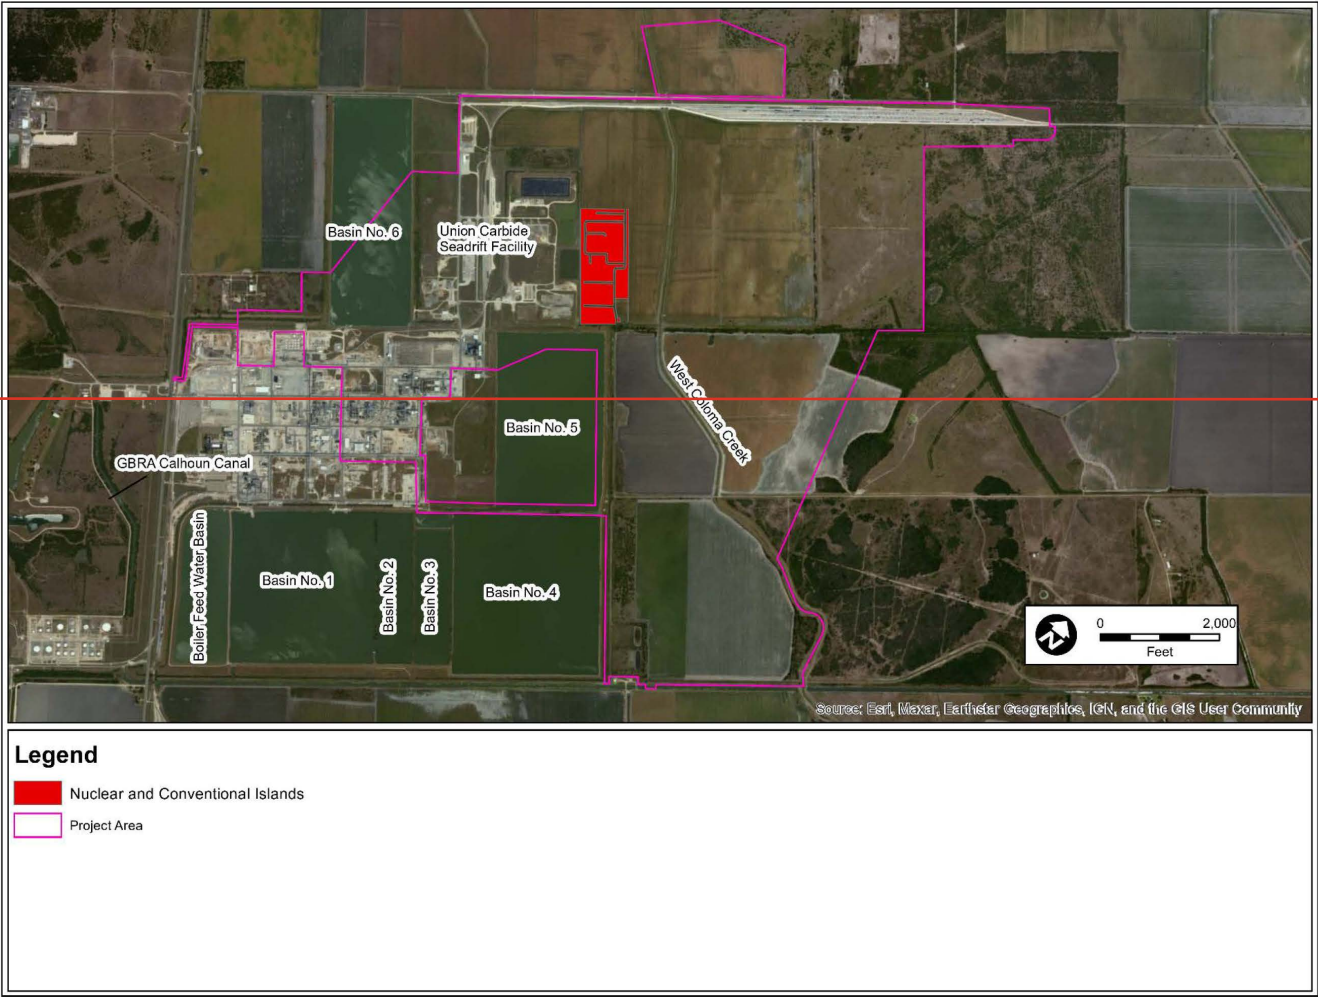 Basin No. 6
Union Carbide
Seadrift Facility
West Coloma Creek
Basin No. 5
GBRA Calhoun Canal
Boiler Feed Water Basin
Basin No. 1
Basin No. 2
Basin No. 3
Basin No. 4
N
0 2,000
Feet
Source: Esri, Maxar, Earthstar Geographics, IGN, and the GIS User Community
Legend
Nuclear and Conventional Islands
Project Area